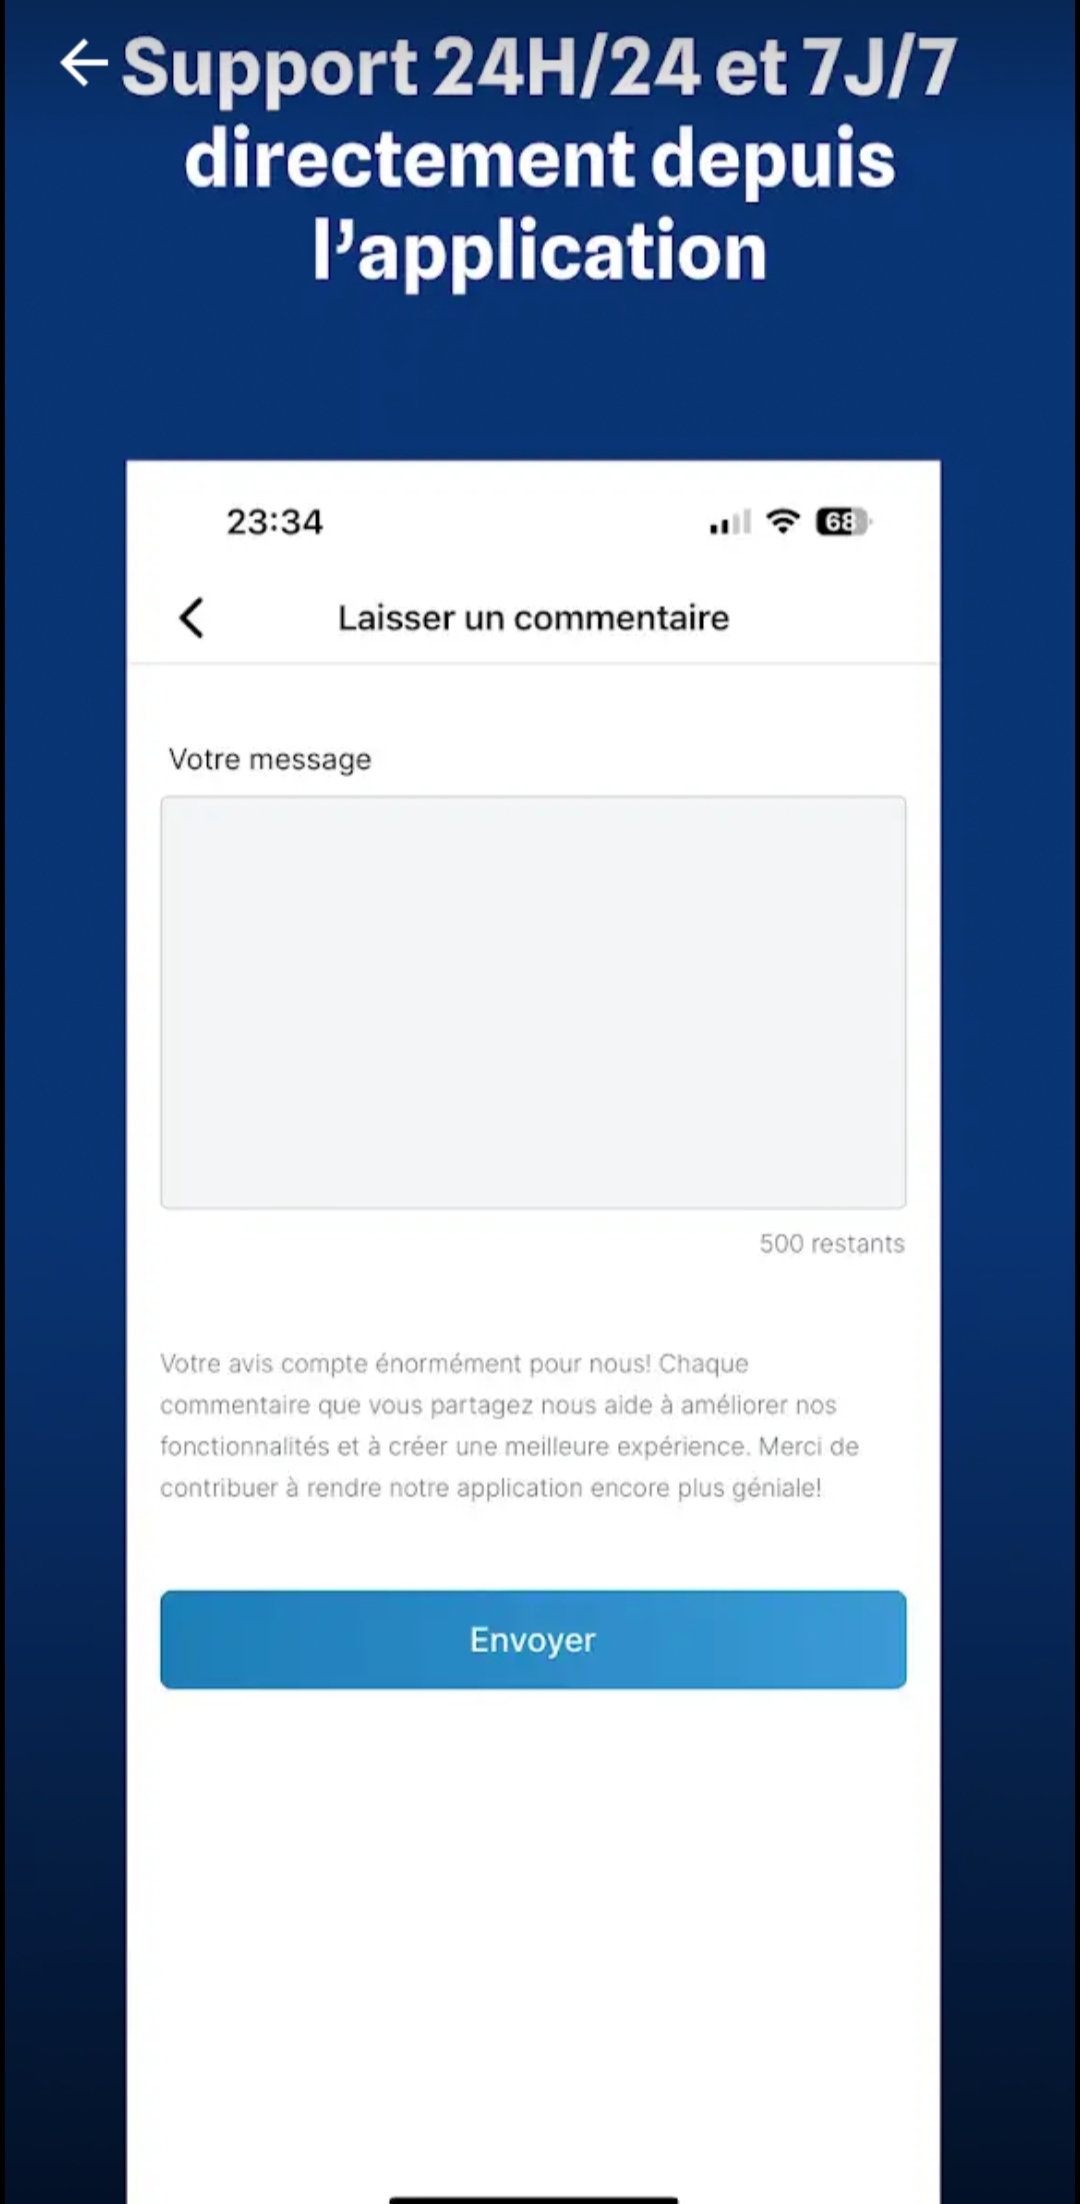 Support 24H/24 et 7J/7
directement depuis
l’application
23:34
68
Laisser un commentaire
Votre message
500 restants
Votre avis compte énormément pour nous! Chaque
commentaire que vous partagez nous aide à améliorer nos
fonctionnalités et à créer une meilleure expérience. Merci de
contribuer à rendre notre application encore plus géniale!
Envoyer